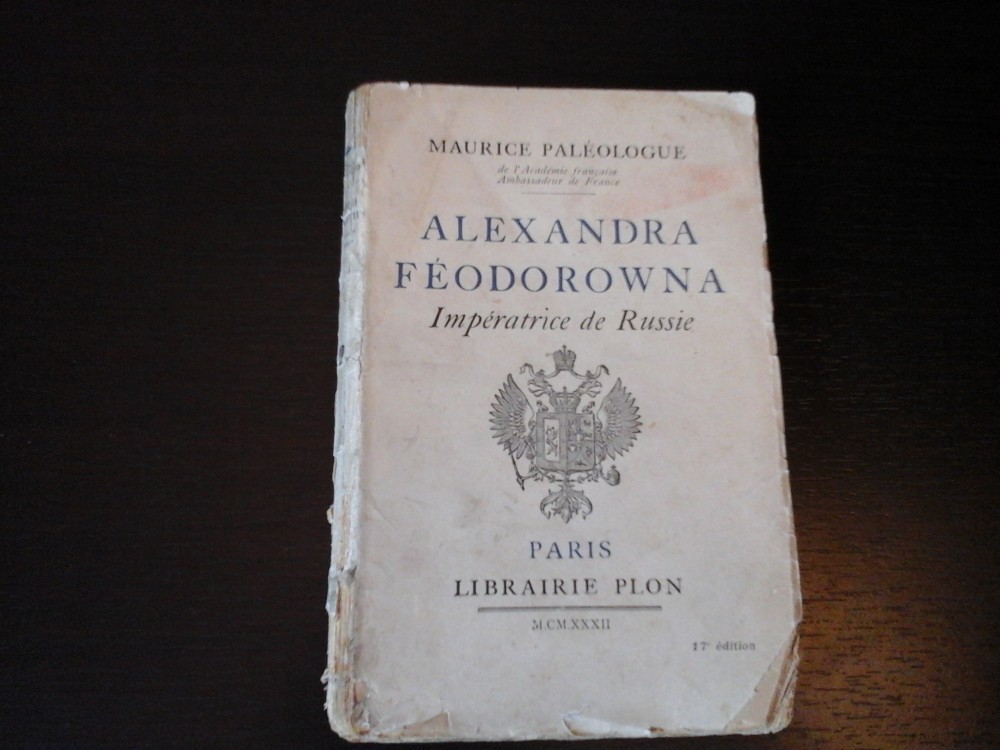 MAURICE PALÉOLOGUE
de l'Académie française
Ambassadeur de France
ALEXANDRA
FÉODOROWNA
Impératrice de Russie
PARIS
LIBRAIRIE PLON
M.CM.XXXII
17e édition